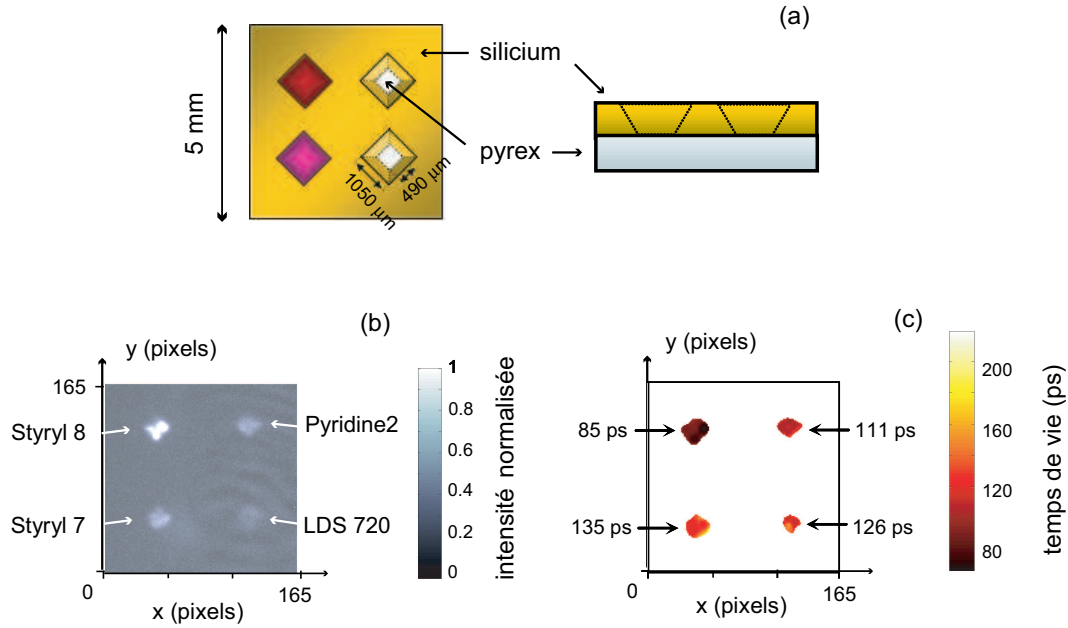 (a)
silicium
5 mm
pyrex
1050 µm
490 µm
(b)
y (pixels)
165
Styryl 8
Pyridine2
Styryl 7
LDS 720
0
165
x (pixels)
1
0.8
0.6
0.4
0.2
0
intensité normalisée
(c)
y (pixels)
85 ps
111 ps
135 ps
126 ps
0
165
x (pixels)
200
160
120
80
temps de vie (ps)